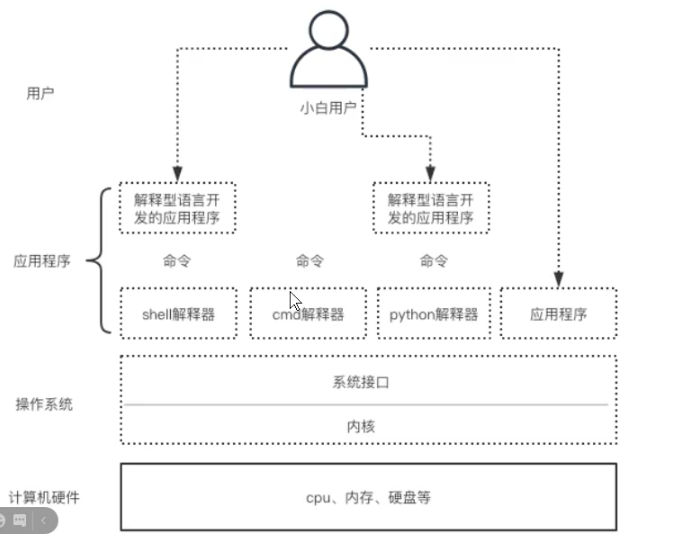 用户
小白用户
解释型语言开
发的应用程序
解释型语言开
发的应用程序
应用程序
命令
命令
命令
shell解释器
cmd解释器
python解释器
应用程序
系统接口
操作系统
内核
计算机硬件
cpu、内存、硬盘等